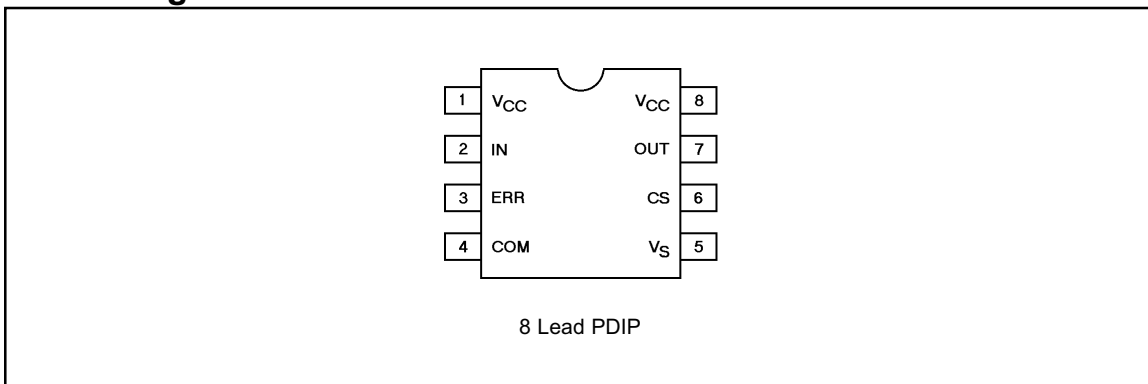 1 VCC VCC 8
2 IN OUT 7
3 ERR CS 6
4 COM VS 5
8 Lead PDIP